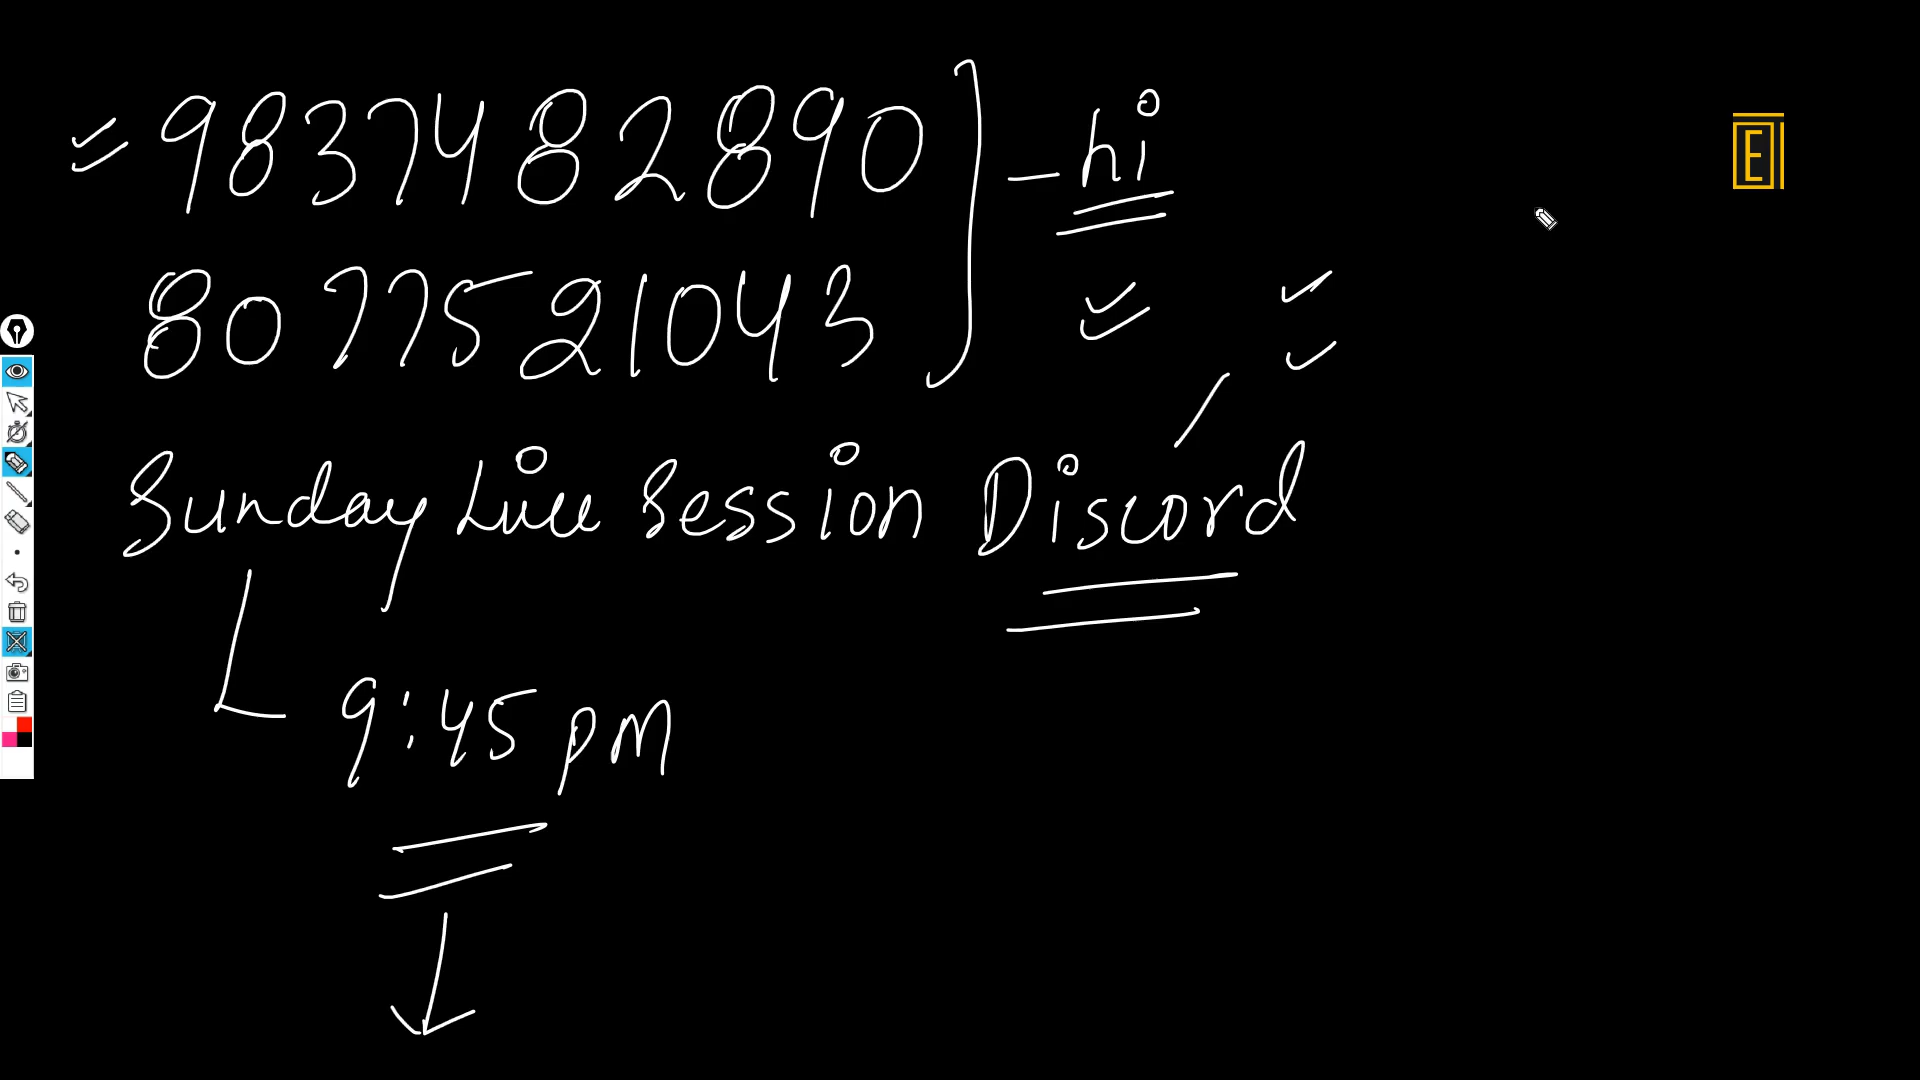 = 9837482890 ] - hi
8077521043
Sunday Live Session Discord
9:45 pm
E